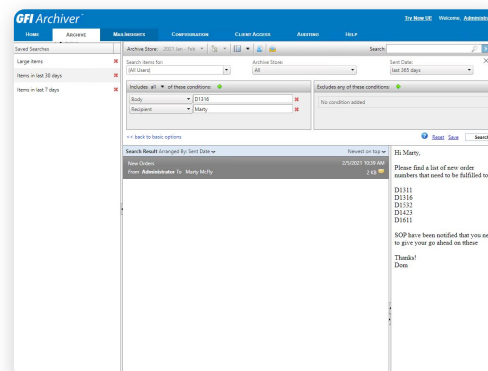 GFI Archiver
Try New UI! Welcome, Administr
Home Archive MailInsights Configuration Client Access Auditing Help
Saved Searches
Archive Store: 2021 Jan - Feb
Search
Large items
Items in last 30 days
Items in last 7 days
Search items for: Archive Store: Sent Date:
(All Users) All last 365 days
Includes all of these conditions: Excludes any of these conditions:
Body D1316
Recipient Marty
No condition added
<< back to basic options
Reset Save Search
Search Result Arranged By: Sent Date Newest on top
New Orders 2/5/2021 10:39 AM
From Administrator To Marty McFly 2 KB
Hi Marty,
Please find a list of new order
numbers that need to be fulfilled to
D1311
D1316
D1532
D1423
D1611
SOP have been notified that you ne
to give your go ahead on tthese
Thanks!
Dom